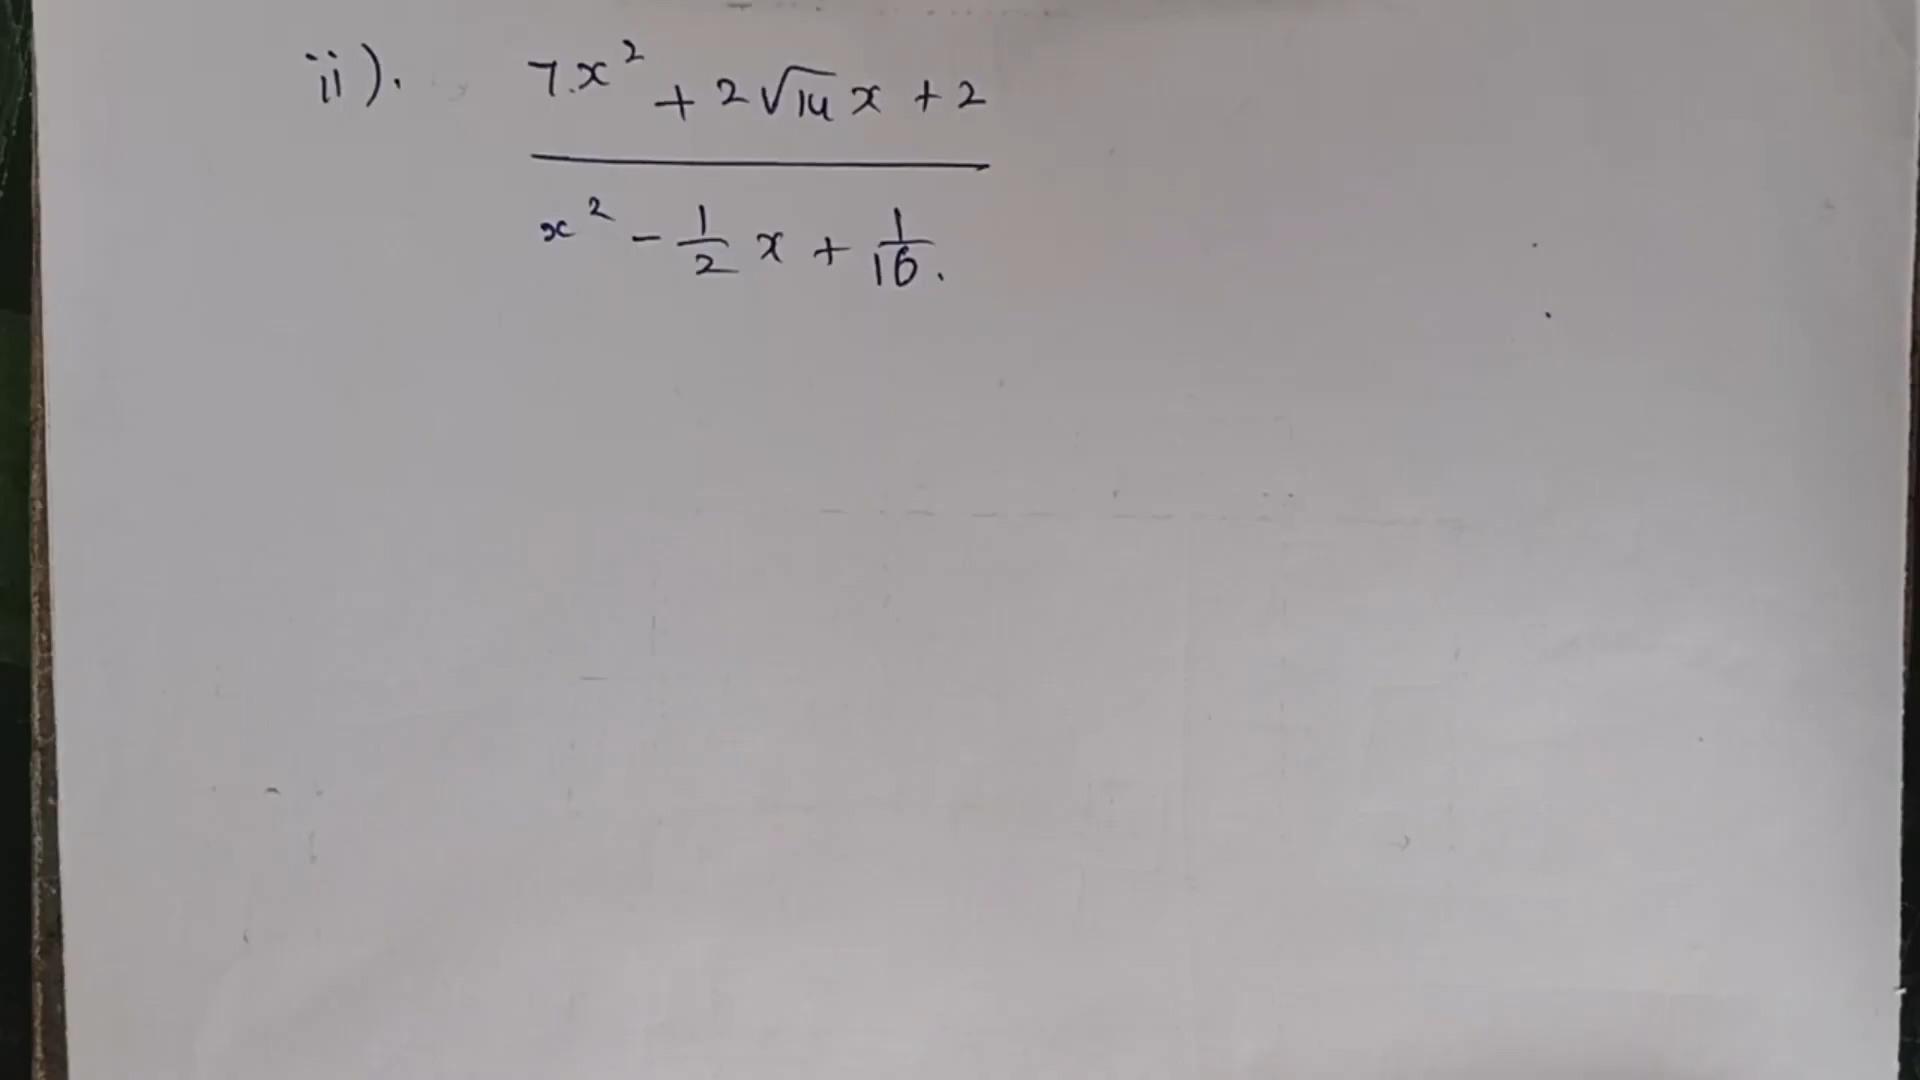 ii). 7x² + 2√14 x + 2
x² - 1/2 x + 1/16.